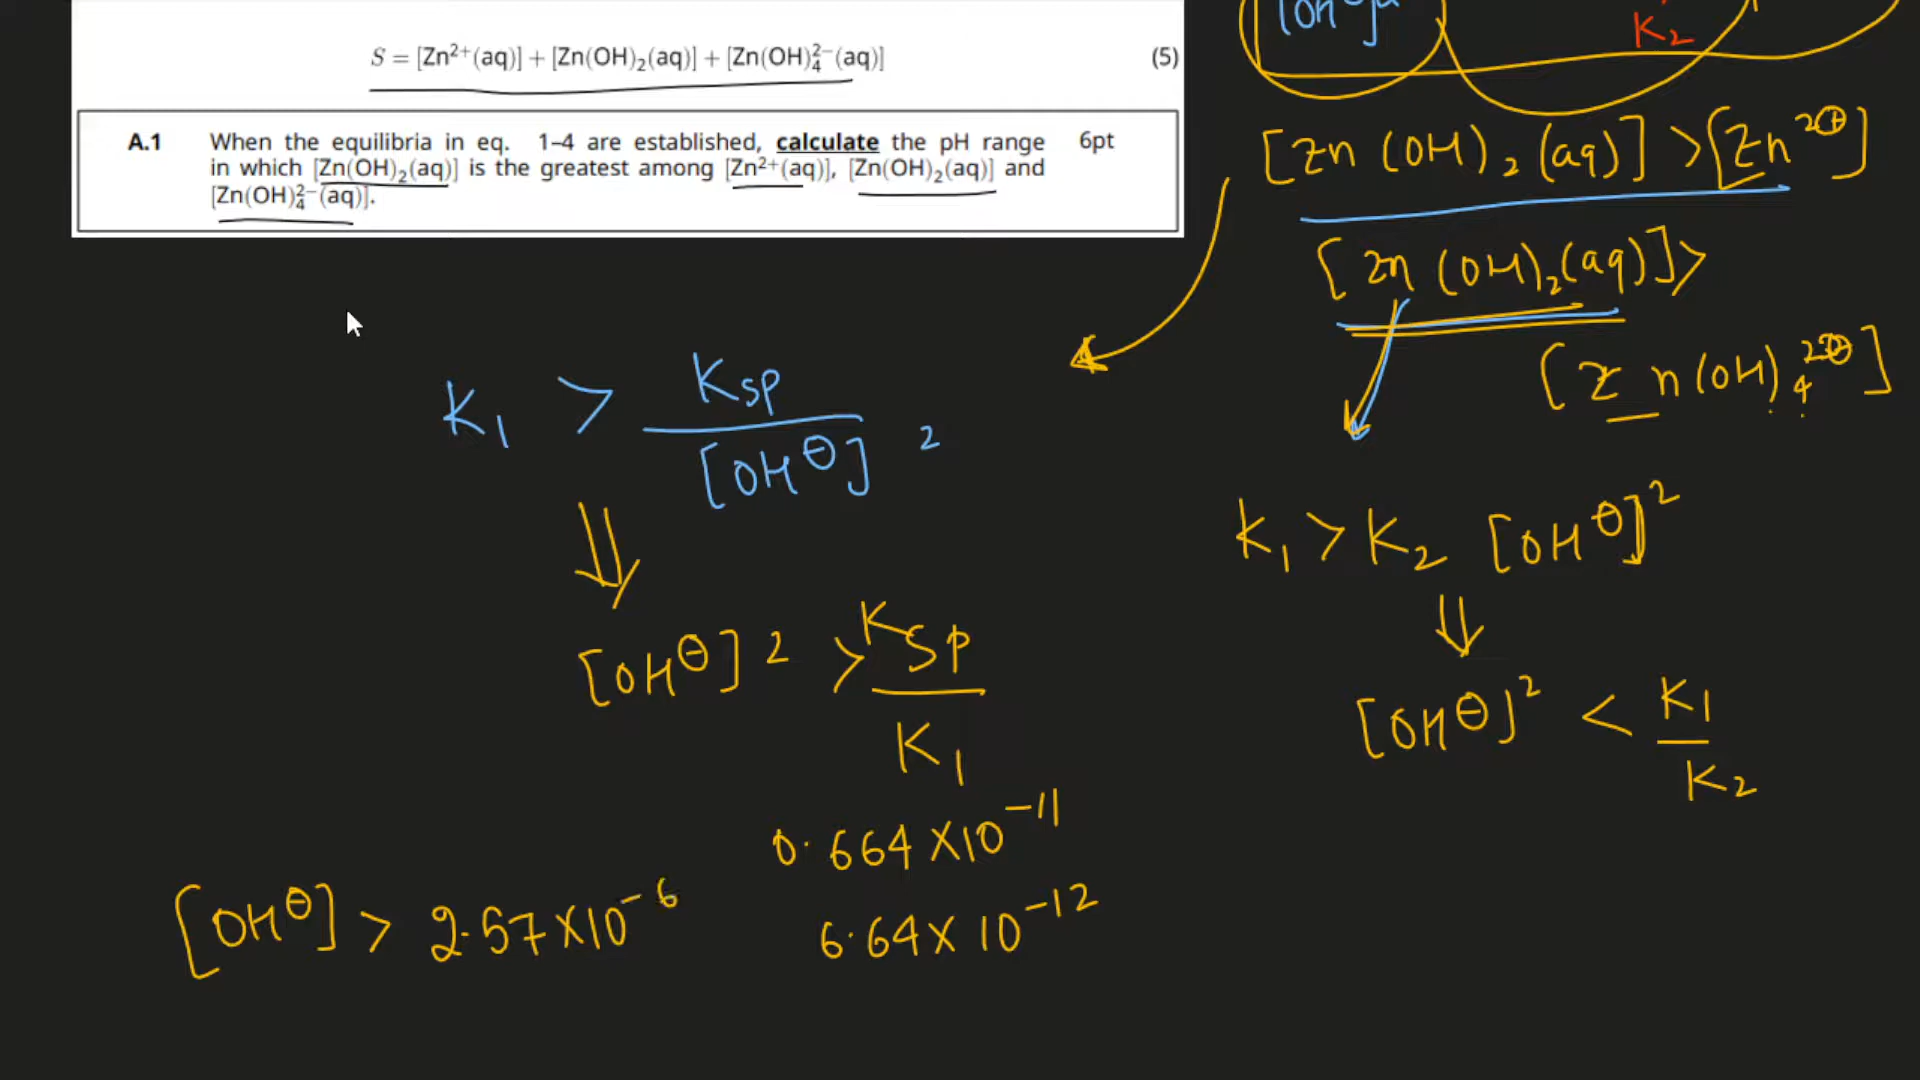 S = [Zn²⁺(aq)] + [Zn(OH)₂(aq)] + [Zn(OH)₄²⁻(aq)] (5)
A.1 When the equilibria in eq. 1–4 are established, calculate the pH range 6pt
in which [Zn(OH)₂(aq)] is the greatest among [Zn²⁺(aq)], [Zn(OH)₂(aq)] and
[Zn(OH)₄²⁻(aq)].
K₂
[Zn(OH)₂(aq)] > [Zn²⊕]
[Zn(OH)₂(aq)] >
K₁ > Ksp / [OH⊖]²
[OH⊖]² > Ksp / K₁
0.664 X 10⁻¹¹
6.64 X 10⁻¹²
[OH⊖] > 2.57 X 10⁻⁶
K₁ > K₂ [OH⊖]²
[OH⊖]² < K₁ / K₂